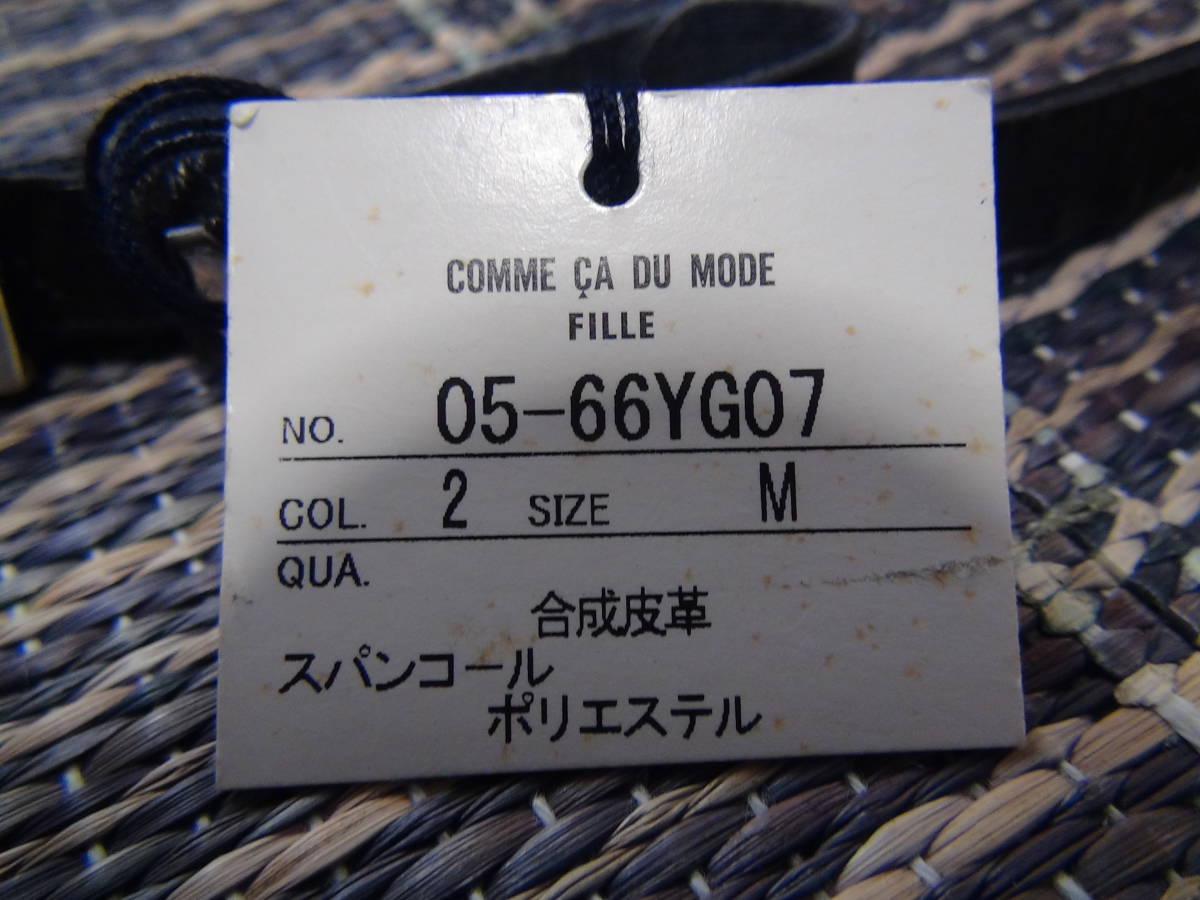 COMME ÇA DU MODE
FILLE
NO. 05-66YG07
COL. 2 SIZE M
QUA.
合成皮革
スパンコール
ポリエステル